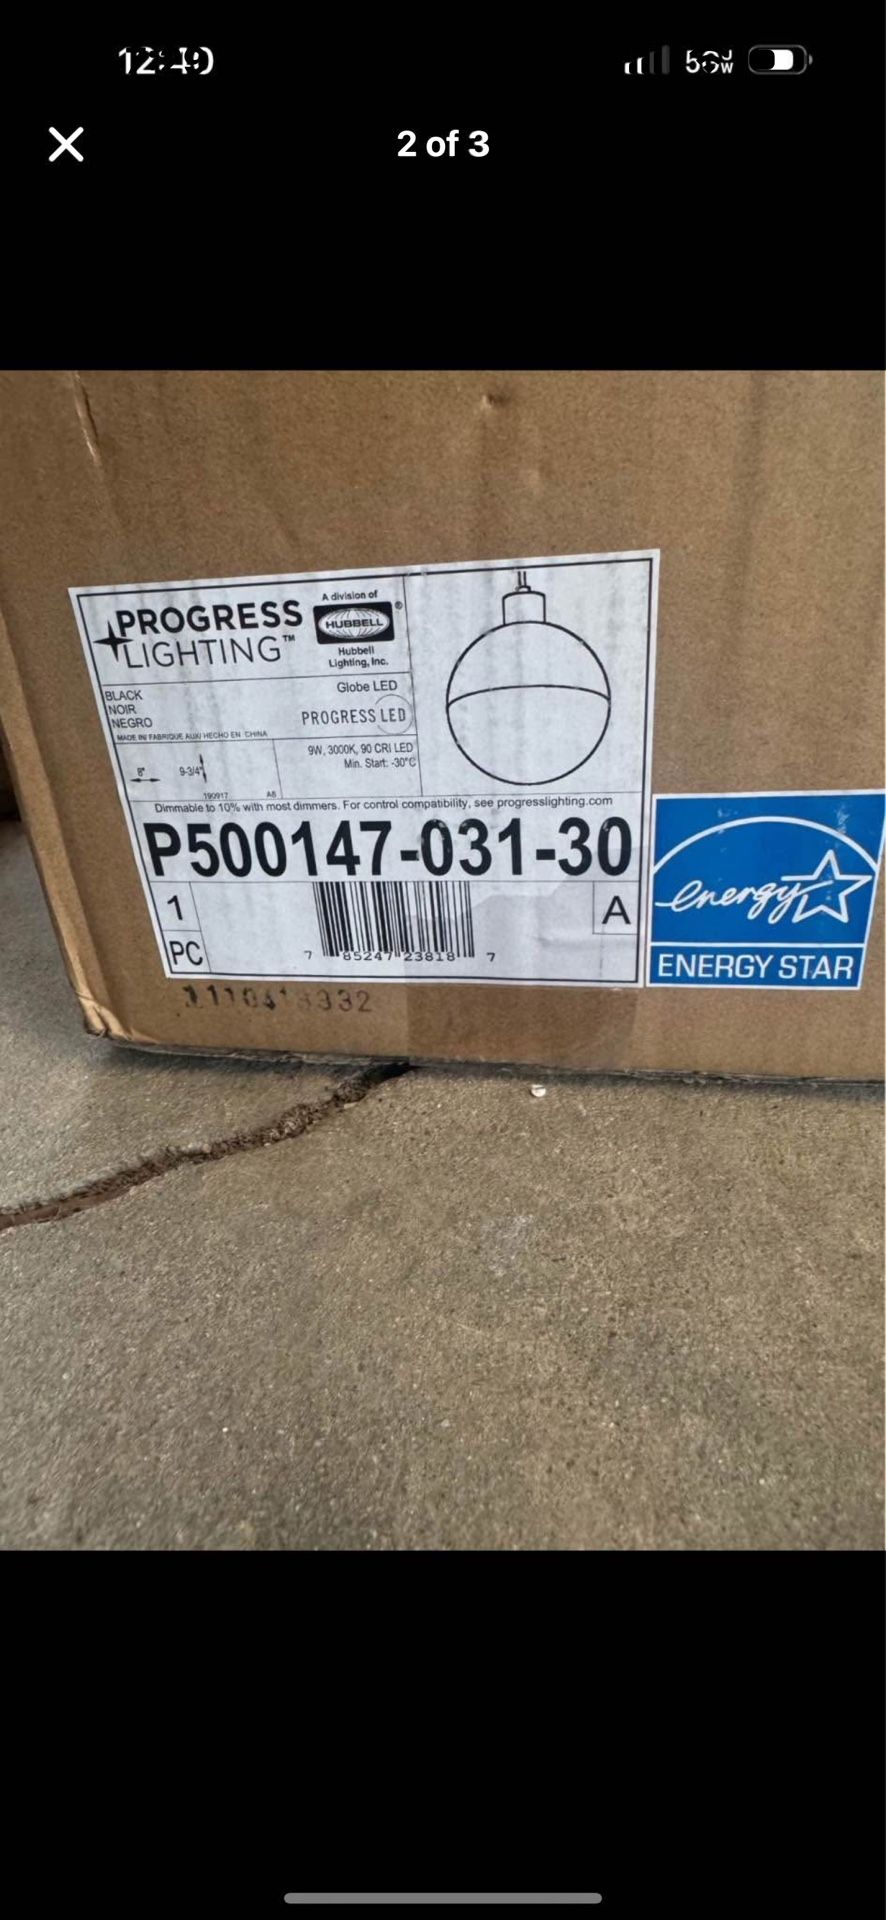 2 of 3
PROGRESS
LIGHTING™
A division of
HUBBELL®
Hubbell
Lighting, Inc.
BLACK
NOIR
NEGRO
Globe LED
PROGRESS LED
MADE IN/ FABRIQUE AUX/ HECHO EN CHINA
8"
9-3/4"
9W, 3000K, 90 CRI LED
Min. Start: -30°C
190917
A6
Dimmable to 10% with most dimmers. For control compatibility, see progresslighting.com
P500147-031-30
1
PC
7 85247 23818 7
A
energy
ENERGY STAR